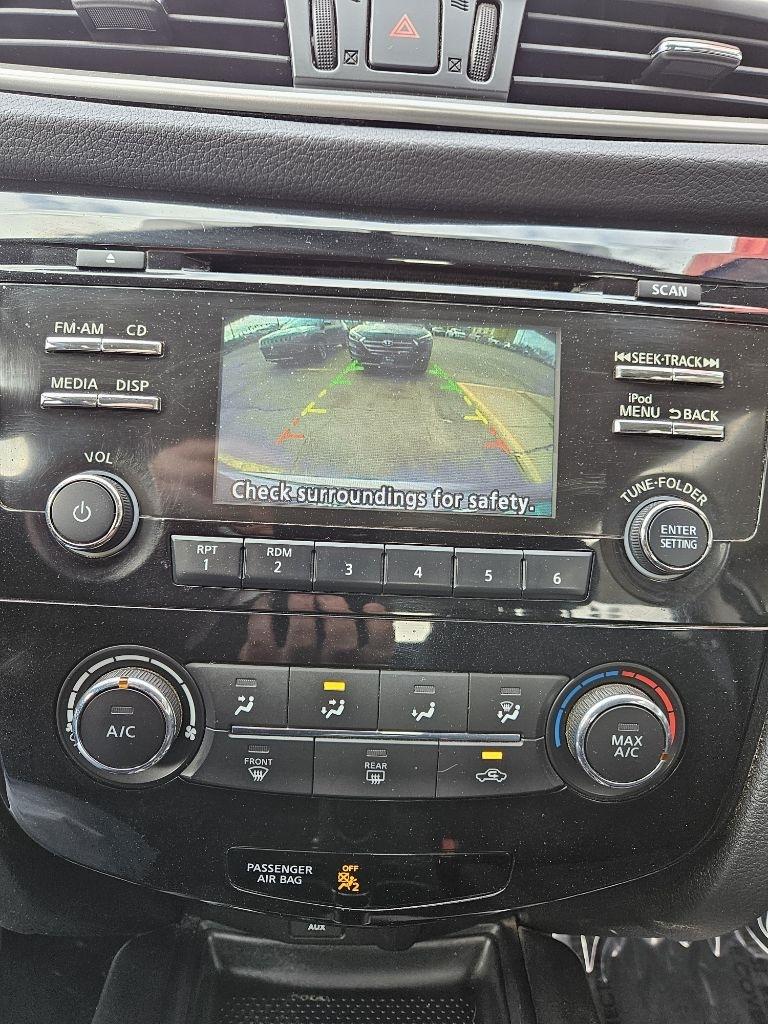 SCAN
FM·AM CD
MEDIA DISP
VOL
Check surroundings for safety.
SEEK·TRACK
iPod
MENU BACK
TUNE·FOLDER
ENTER
SETTING
RPT
1
RDM
2
3
4
5
6
A/C
FRONT
REAR
MAX
A/C
PASSENGER
AIR BAG
OFF
2
AUX